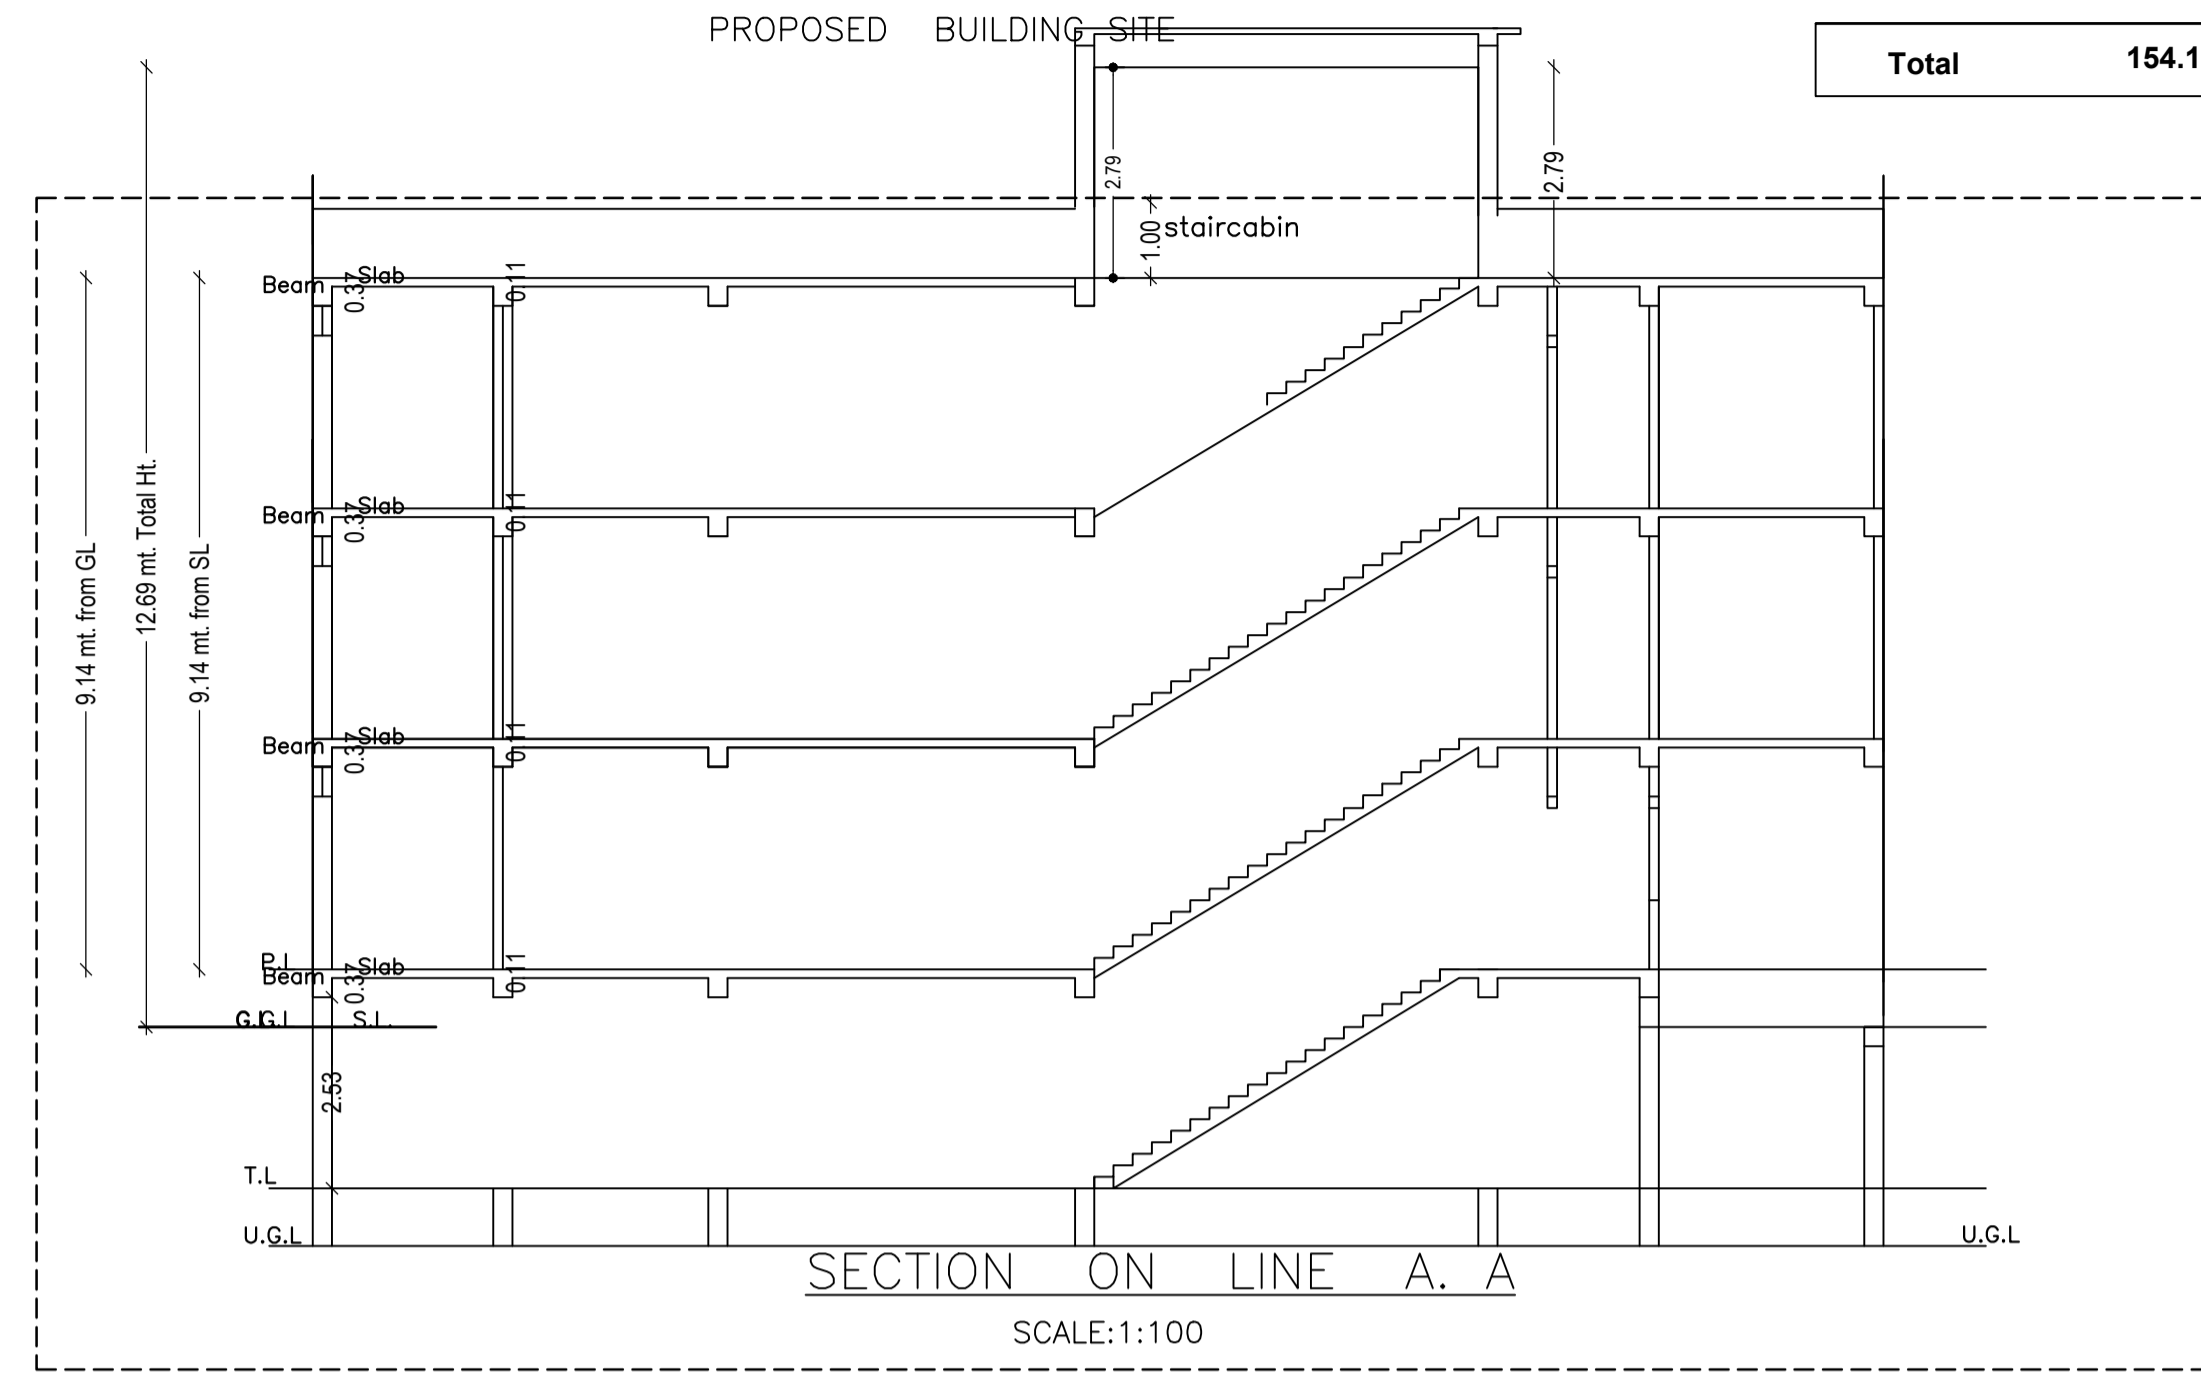 PROPOSED BUILDING SITE
Total 154.1
2.79
2.79
1.00
staircabin
Beam
0.37
Slab
0.11
Beam
0.37
Slab
0.11
12.69 mt. Total Ht.
9.14 mt. from GL
9.14 mt. from SL
Beam
0.37
Slab
0.11
P.L
Beam
0.37
Slab
0.11
G.L
G.L
S.L.
2.53
T.L
U.G.L
U.G.L
SECTION ON LINE A. A
SCALE:1:100